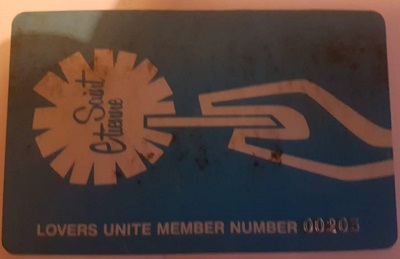 Saint
Etienne
LOVERS UNITE MEMBER NUMBER 00203